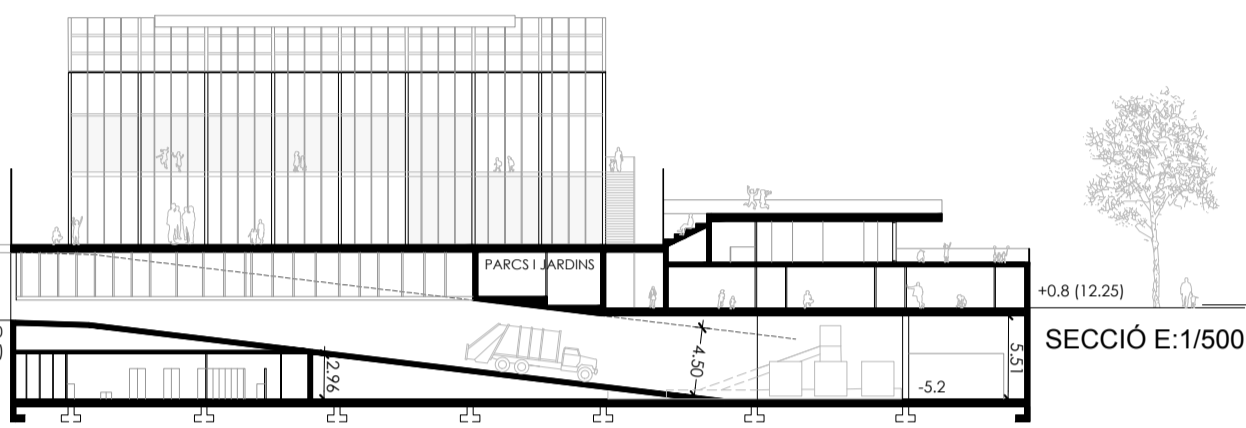 PARCS I JARDINS
+0.8 (12.25)
SECCIÓ E:1/500
4.50
5.51
2.96
-5.2